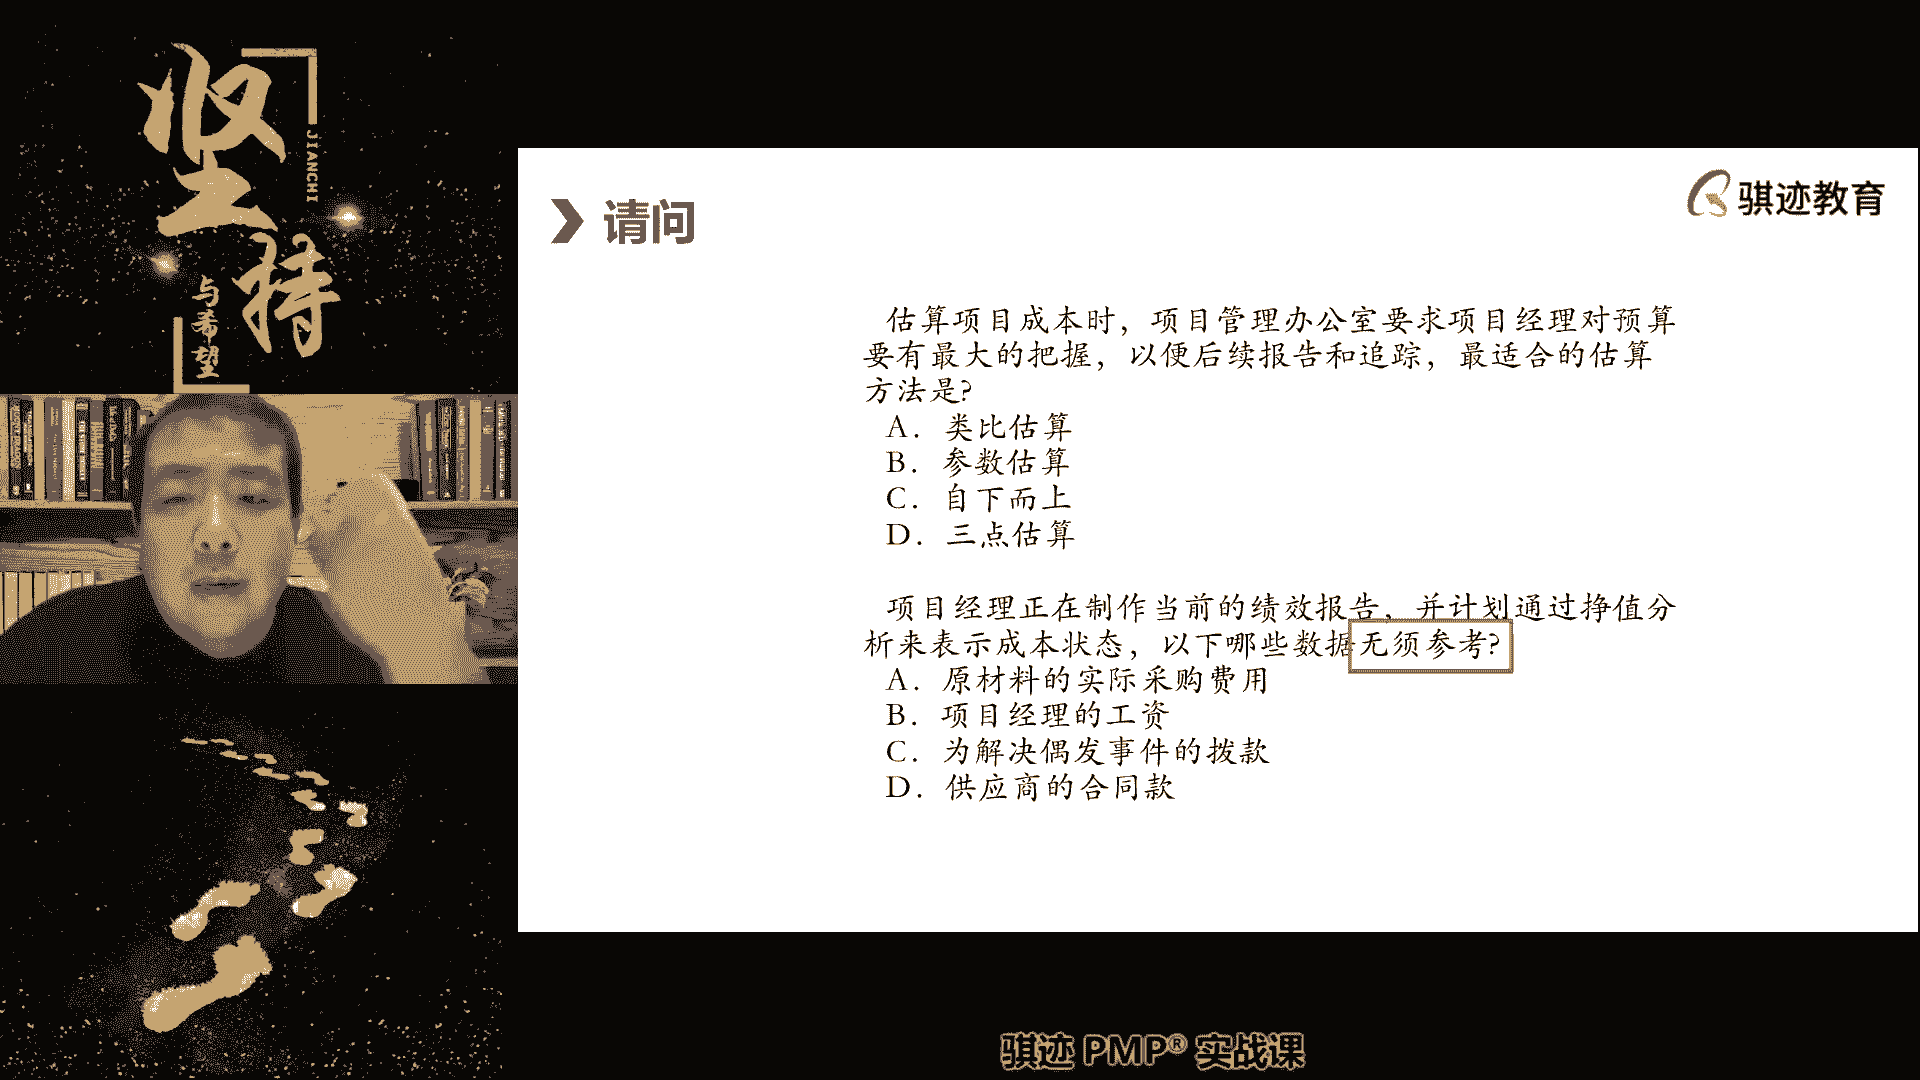 坚
持
JIANCHI
与希望
骐迹教育
请问
估算项目成本时，项目管理办公室要求项目经理对预算
要有最大的把握，以便后续报告和追踪，最适合的估算
方法是?
A. 类比估算
B. 参数估算
C. 自下而上
D. 三点估算
项目经理正在制作当前的绩效报告，并计划通过挣值分
析来表示成本状态，以下哪些数据无须参考?
A. 原材料的实际采购费用
B. 项目经理的工资
C. 为解决偶发事件的拨款
D. 供应商的合同款
骐迹 PMP® 实战课